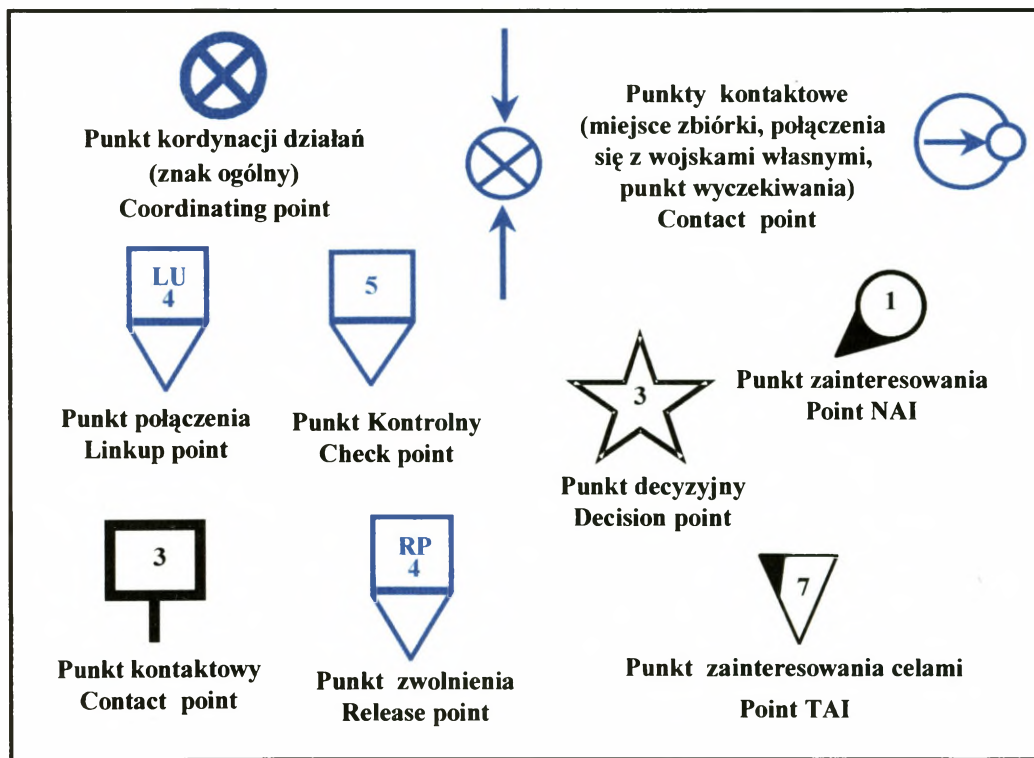 Punkt kordynacji działań
(znak ogólny)
Coordinating point
Punkty kontaktowe
(miejsce zbiórki, połączenia
się z wojskami własnymi,
punkt wyczekiwania)
Contact point
LU
4
Punkt połączenia
Linkup point
5
Punkt Kontrolny
Check point
3
Punkt decyzyjny
Decision point
1
Punkt zainteresowania
Point NAI
3
Punkt kontaktowy
Contact point
RP
4
Punkt zwolnienia
Release point
7
Punkt zainteresowania celami
Point TAI